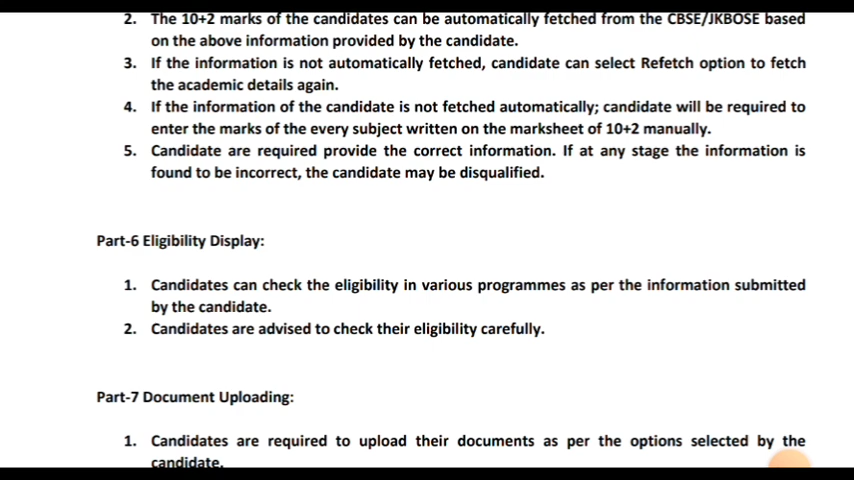 2. The 10+2 marks of the candidates can be automatically fetched from the CBSE/JKBOSE based
on the above information provided by the candidate.
3. If the information is not automatically fetched, candidate can select Refetch option to fetch
the academic details again.
4. If the information of the candidate is not fetched automatically; candidate will be required to
enter the marks of the every subject written on the marksheet of 10+2 manually.
5. Candidate are required provide the correct information. If at any stage the information is
found to be incorrect, the candidate may be disqualified.
Part-6 Eligibility Display:
1. Candidates can check the eligibility in various programmes as per the information submitted
by the candidate.
2. Candidates are advised to check their eligibility carefully.
Part-7 Document Uploading:
1. Candidates are required to upload their documents as per the options selected by the
candidate.